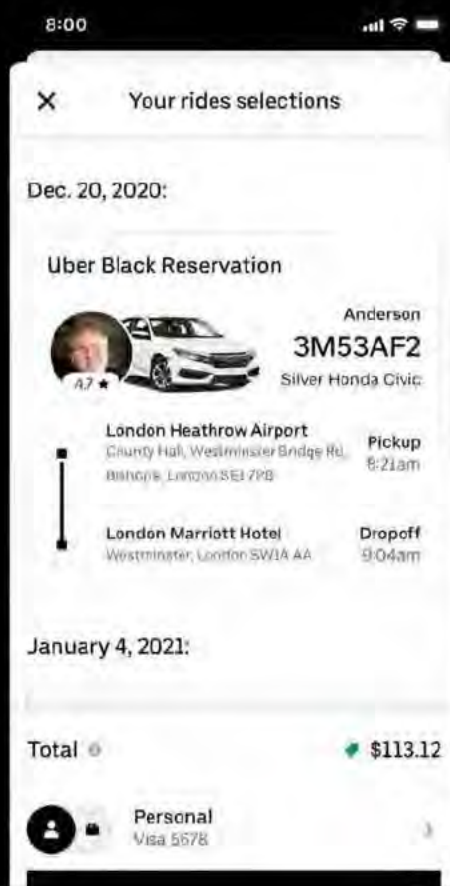 8:00
Your rides selections
Dec. 20, 2020:
Uber Black Reservation
Anderson
3M53AF2
4.7 ★
Silver Honda Civic
London Heathrow Airport
County Hall, Westminster Bridge Rd,
London SE1 7PB
Pickup
8:21am
London Marriott Hotel
Westminster, London SW1A AA
Dropoff
9:04am
January 4, 2021:
Total
$113.12
Personal
Visa 5678